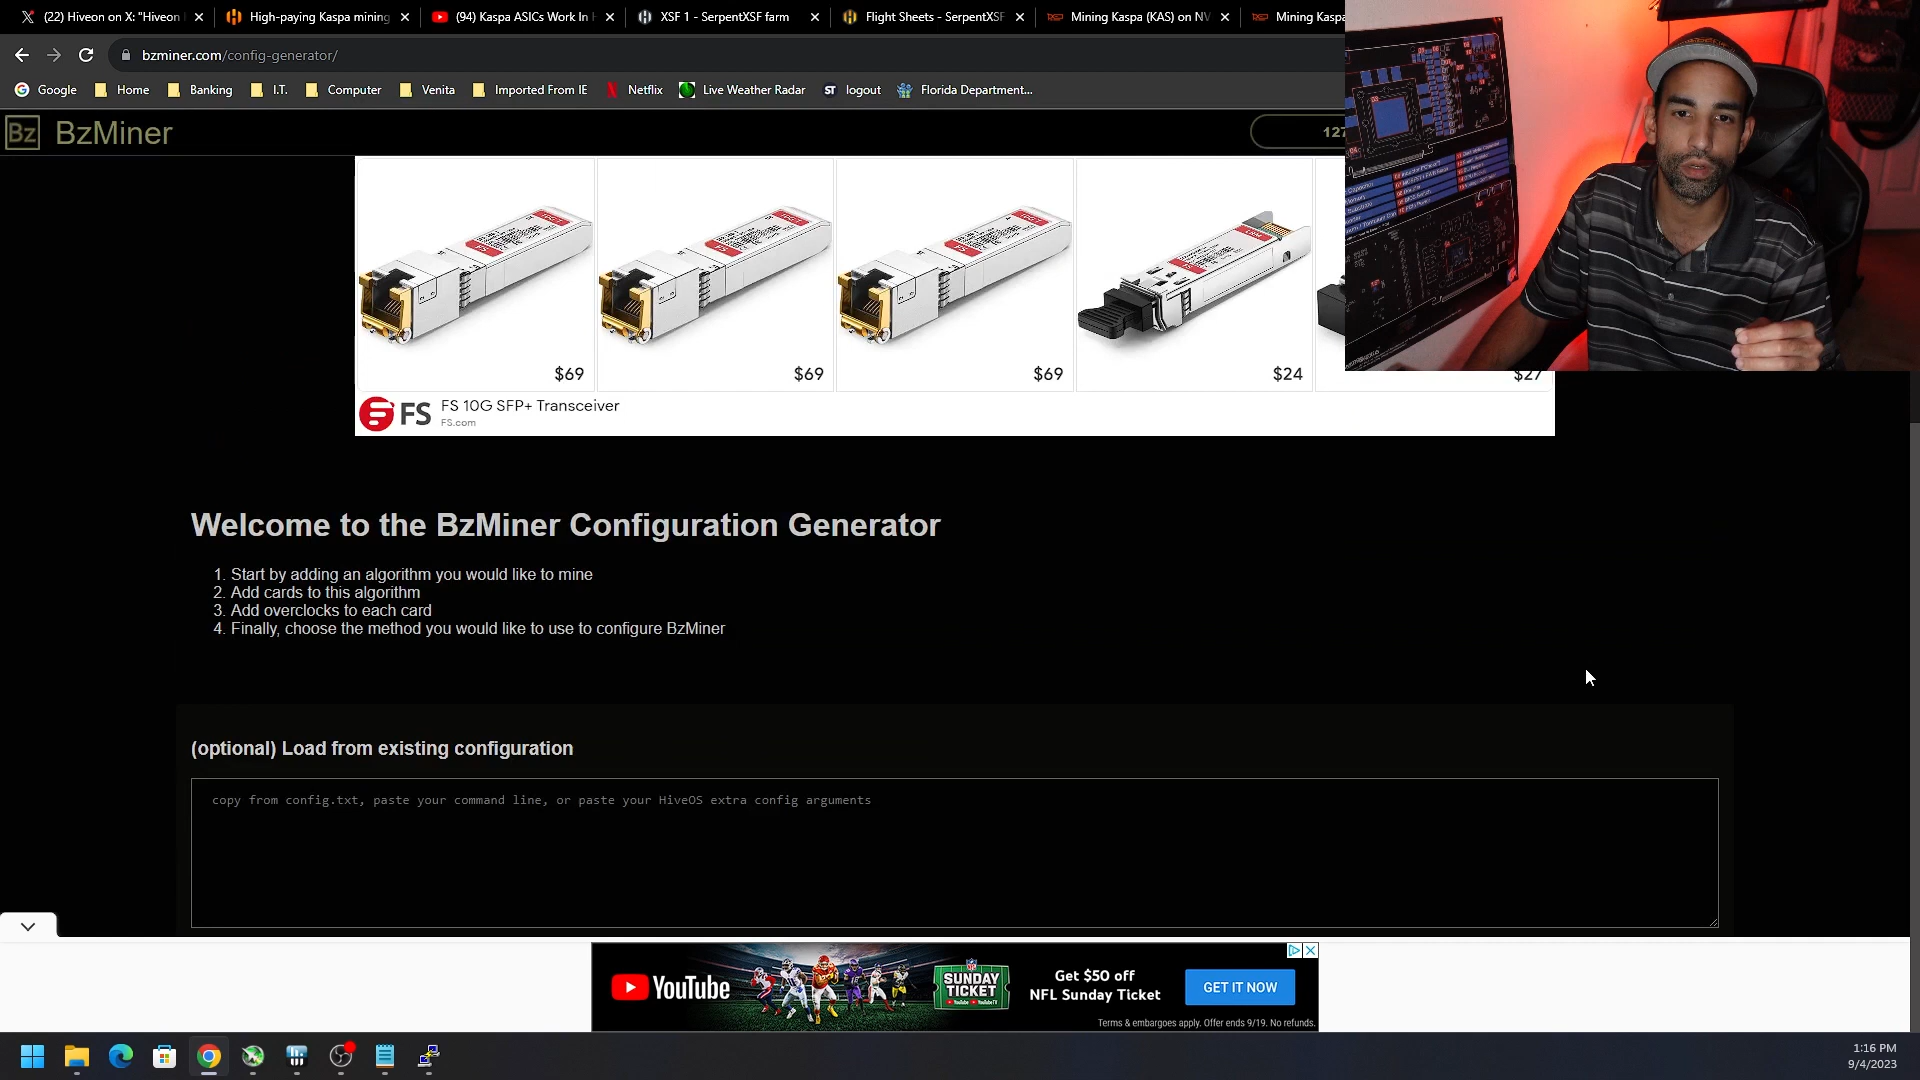 (22) Hiveon on X: "Hiveon
High-paying Kaspa mining
(94) Kaspa ASICs Work In
XSF 1 - SerpentXSF farm
Flight Sheets - SerpentXSF
Mining Kaspa (KAS) on NV
Mining Kaspa
bzminer.com/config-generator/
Google
Home
Banking
I.T.
Computer
Venita
Imported From IE
Netflix
Live Weather Radar
ST logout
Florida Department...
Bz BzMiner
127
$69
$69
$69
$24
$27
FS FS 10G SFP+ Transceiver
FS.com
Welcome to the BzMiner Configuration Generator
1. Start by adding an algorithm you would like to mine
2. Add cards to this algorithm
3. Add overclocks to each card
4. Finally, choose the method you would like to use to configure BzMiner
(optional) Load from existing configuration
copy from config.txt, paste your command line, or paste your HiveOS extra config arguments
YouTube
SUNDAY
TICKET
Get $50 off
NFL Sunday Ticket
GET IT NOW
Terms & embargoes apply. Offer ends 9/19. No refunds.
1:16 PM
9/4/2023